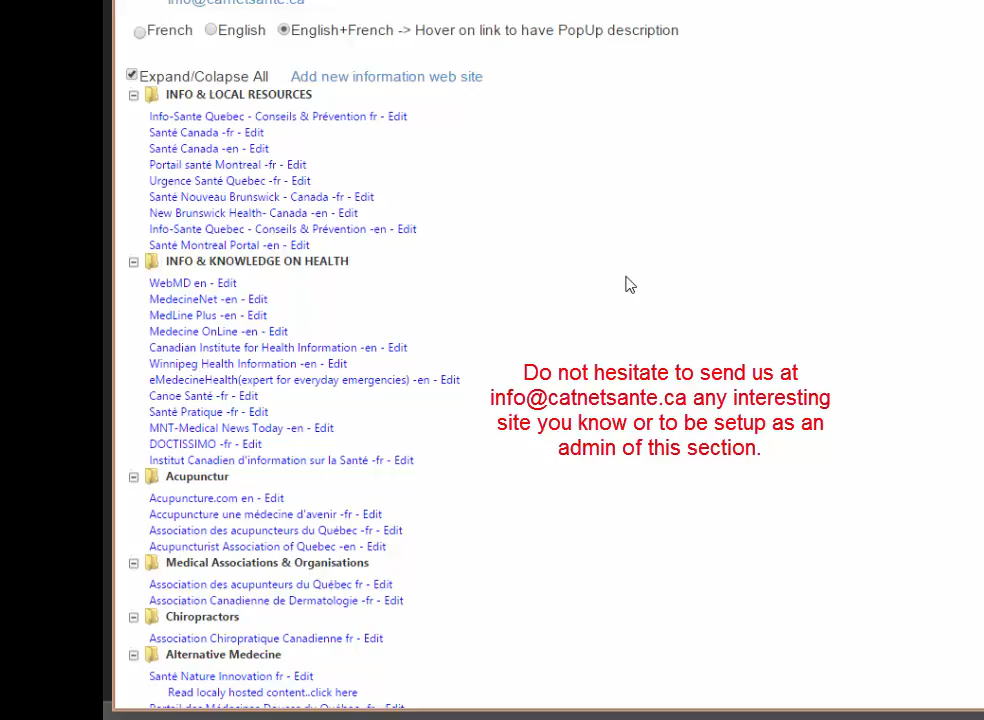 info@catnetsante.ca
French English English+French -> Hover on link to have PopUp description
Expand/Colapse All Add new information web site
INFO & LOCAL RESOURCES
Info-Sante Quebec - Conseils & Prévention fr - Edit
Santé Canada -fr - Edit
Santé Canada -en - Edit
Portail santé Montreal -fr - Edit
Urgence Santé Quebec -fr - Edit
Santé Nouveau Brunswick - Canada -fr - Edit
New Brunswick Health- Canada -en - Edit
Info-Sante Quebec - Conseils & Prévention -en - Edit
Santé Montreal Portal -en - Edit
INFO & KNOWLEDGE ON HEALTH
WebMD en - Edit
MedecineNet -en - Edit
MedLine Plus -en - Edit
Medecine OnLine -en - Edit
Canadian Institute for Health Information -en - Edit
Winnipeg Health Information -en - Edit
eMedecineHealth(expert for everyday emergencies) -en - Edit
Canoe Santé -fr - Edit
Santé Pratique -fr - Edit
MNT-Medical News Today -en - Edit
DOCTISSIMO -fr - Edit
Institut Canadien d'information sur la Santé -fr - Edit
Do not hesitate to send us at
info@catnetsante.ca any interesting
site you know or to be setup as an
admin of this section.
Acupunctur
Acupuncture.com en - Edit
Accupuncture une médecine d'avenir -fr - Edit
Association des acupuncteurs du Québec -fr - Edit
Acupuncturist Association of Quebec -en - Edit
Medical Associations & Organisations
Association des acupunteurs du Québec fr - Edit
Association Canadienne de Dermatologie -fr - Edit
Chiropractors
Association Chiropratique Canadienne fr - Edit
Alternative Medecine
Santé Nature Innovation fr - Edit
Read localy hosted content..click here
Portail des Médecines Douces du Québec -fr - Edit